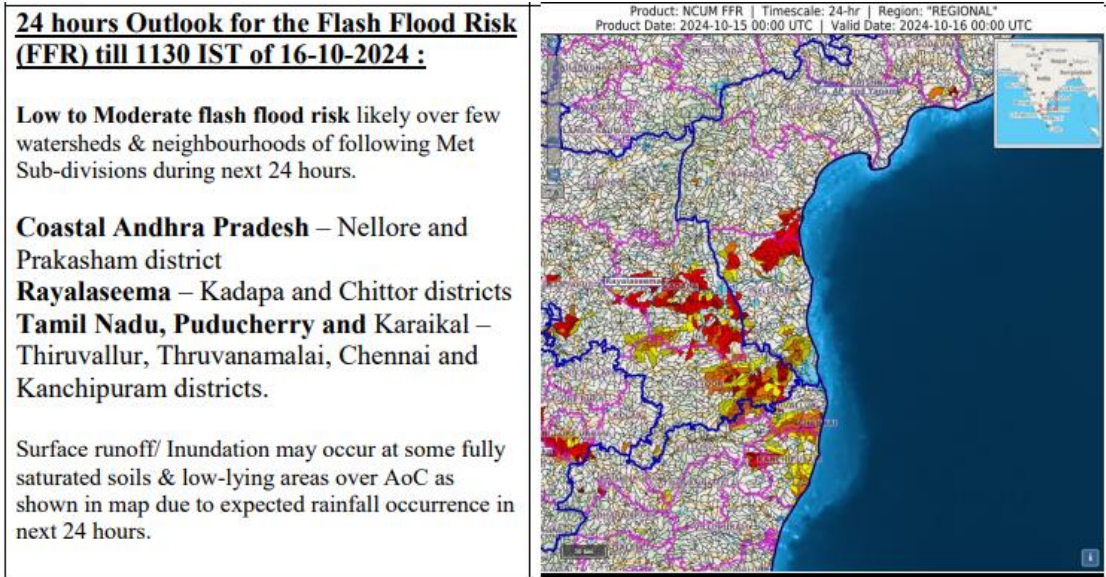 24 hours Outlook for the Flash Flood Risk
(FFR) till 1130 IST of 16-10-2024 :
Low to Moderate flash flood risk likely over few
watersheds & neighbourhoods of following Met
Sub-divisions during next 24 hours.
Coastal Andhra Pradesh – Nellore and
Prakasham district
Rayalaseema – Kadapa and Chittor districts
Tamil Nadu, Puducherry and Karaikal –
Thiruvallur, Thruvanamalai, Chennai and
Kanchipuram districts.
Surface runoff/ Inundation may occur at some fully
saturated soils & low-lying areas over AoC as
shown in map due to expected rainfall occurrence in
next 24 hours.
Product: NCUM FFR | Timescale: 24-hr | Region: "REGIONAL"
Product Date: 2024-10-15 00:00 UTC | Valid Date: 2024-10-16 00:00 UTC
Rayalaseema